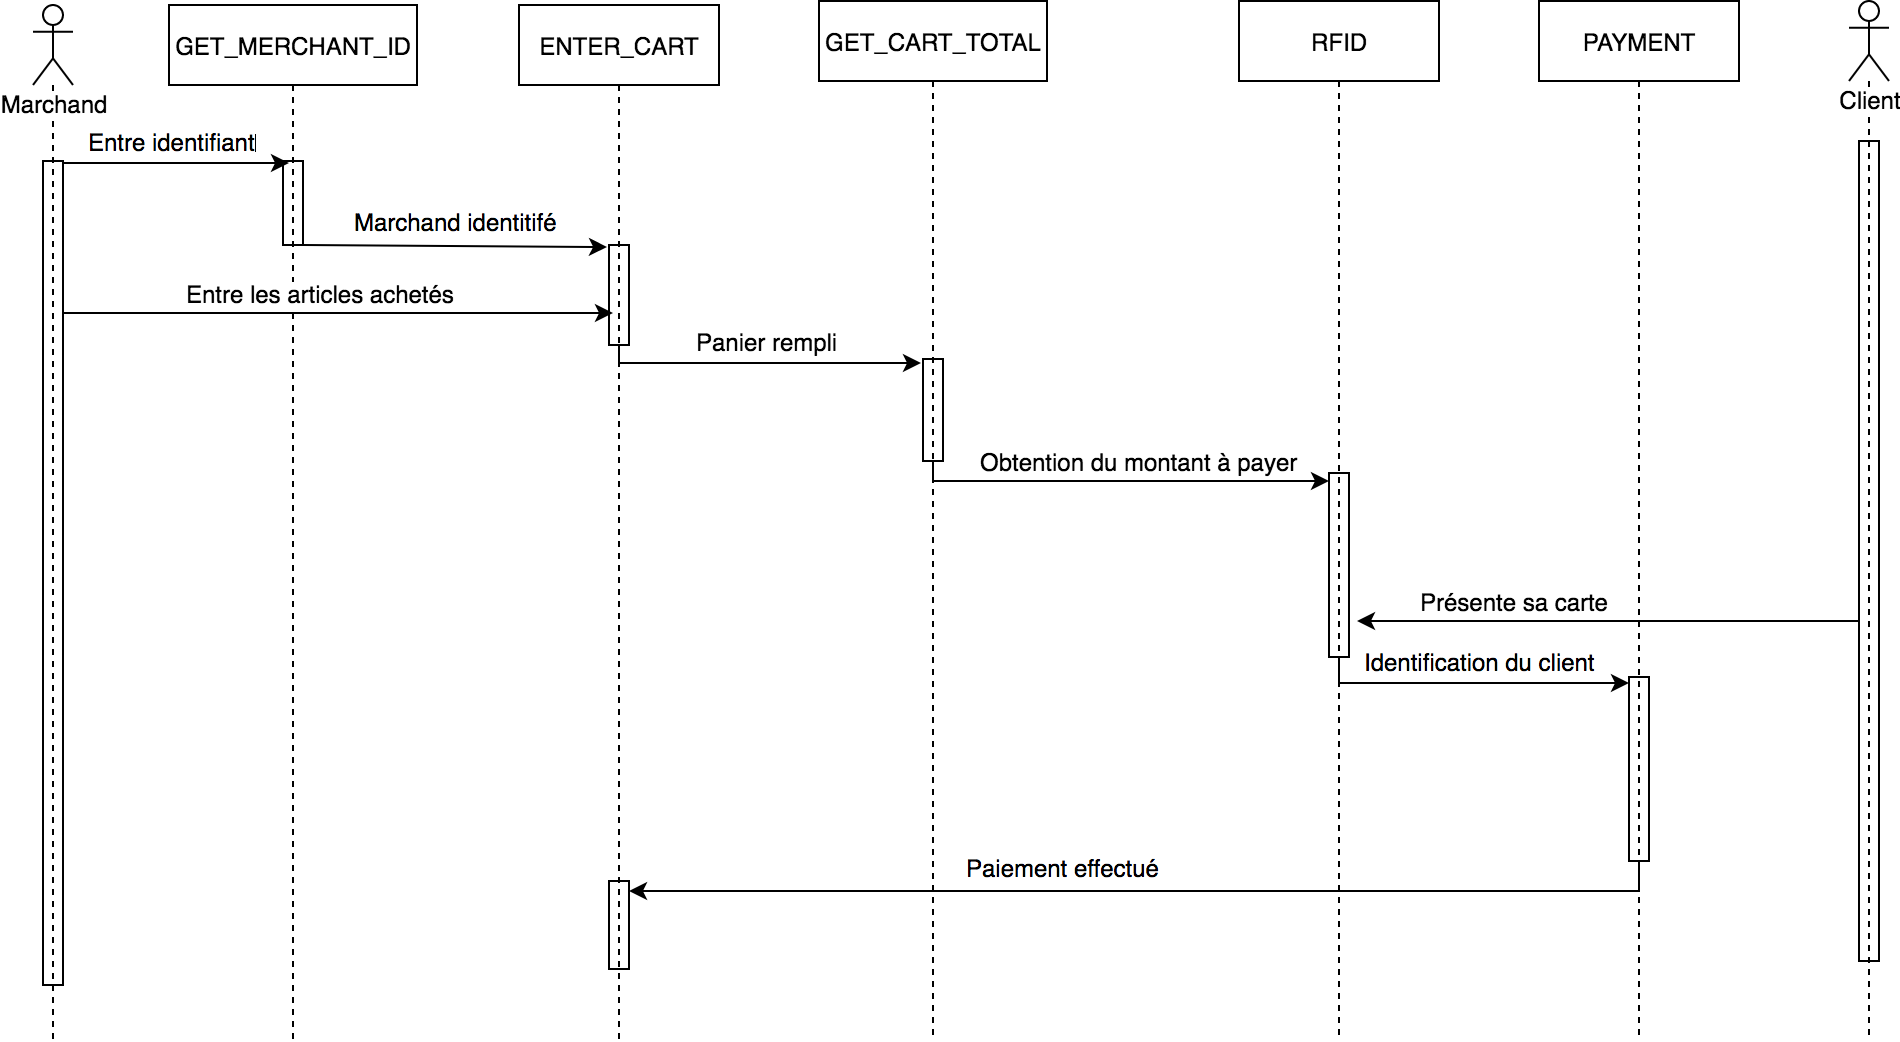 GET_MERCHANT_ID
ENTER_CART
GET_CART_TOTAL
RFID
PAYMENT
Marchand
Client
Entre identifiant
Marchand identitifé
Entre les articles achetés
Panier rempli
Obtention du montant à payer
Présente sa carte
Identification du client
Paiement effectué